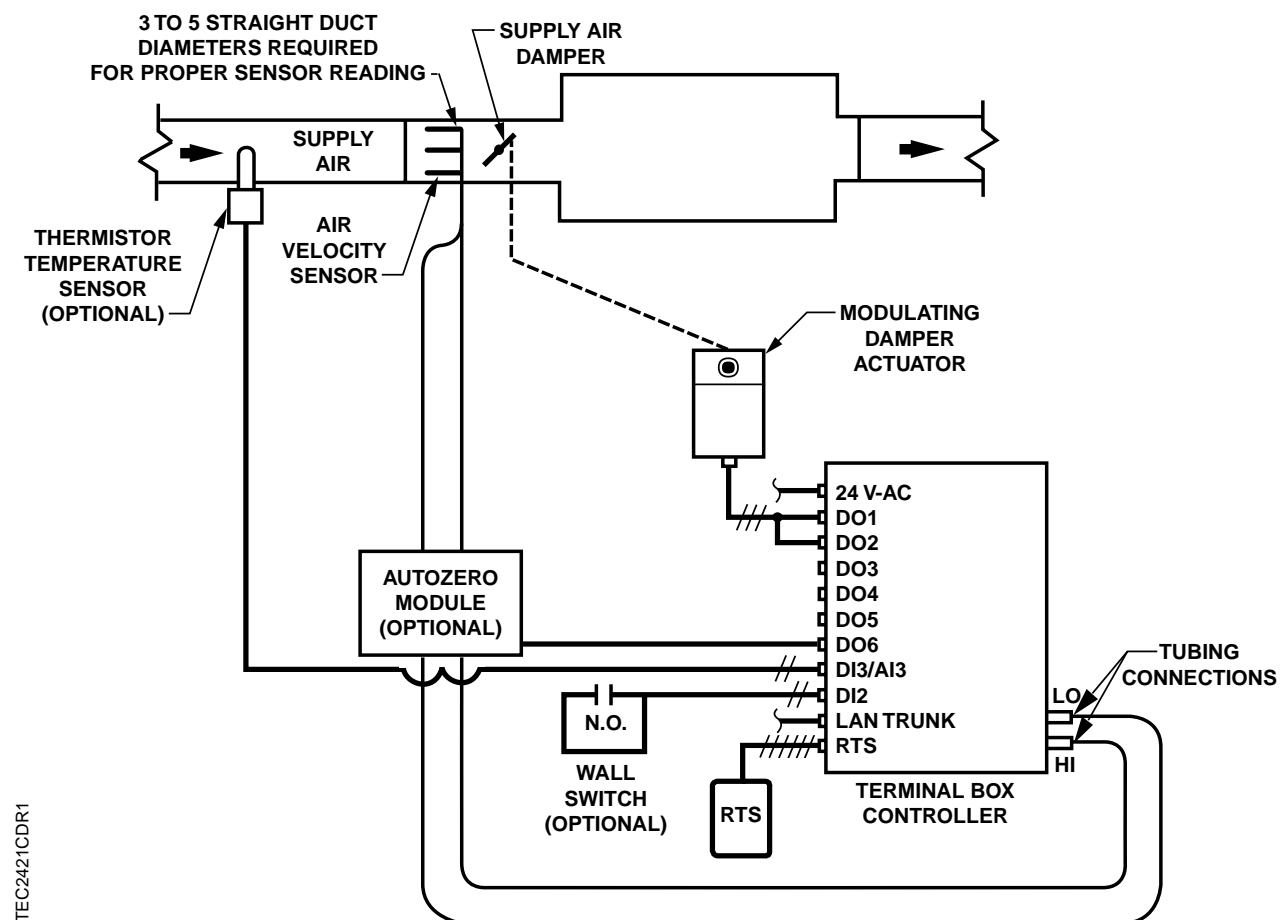 3 TO 5 STRAIGHT DUCT
DIAMETERS REQUIRED
FOR PROPER SENSOR READING
SUPPLY AIR
DAMPER
SUPPLY
AIR
THERMISTOR
TEMPERATURE
SENSOR
(OPTIONAL)
AIR
VELOCITY
SENSOR
MODULATING
DAMPER
ACTUATOR
24 V-AC
DO1
DO2
DO3
DO4
DO5
DO6
DI3/AI3
DI2
LAN TRUNK
RTS
AUTOZERO
MODULE
(OPTIONAL)
TUBING
CONNECTIONS
LO
HI
N.O.
WALL
SWITCH
(OPTIONAL)
RTS
TERMINAL BOX
CONTROLLER
TEC2421CDR1